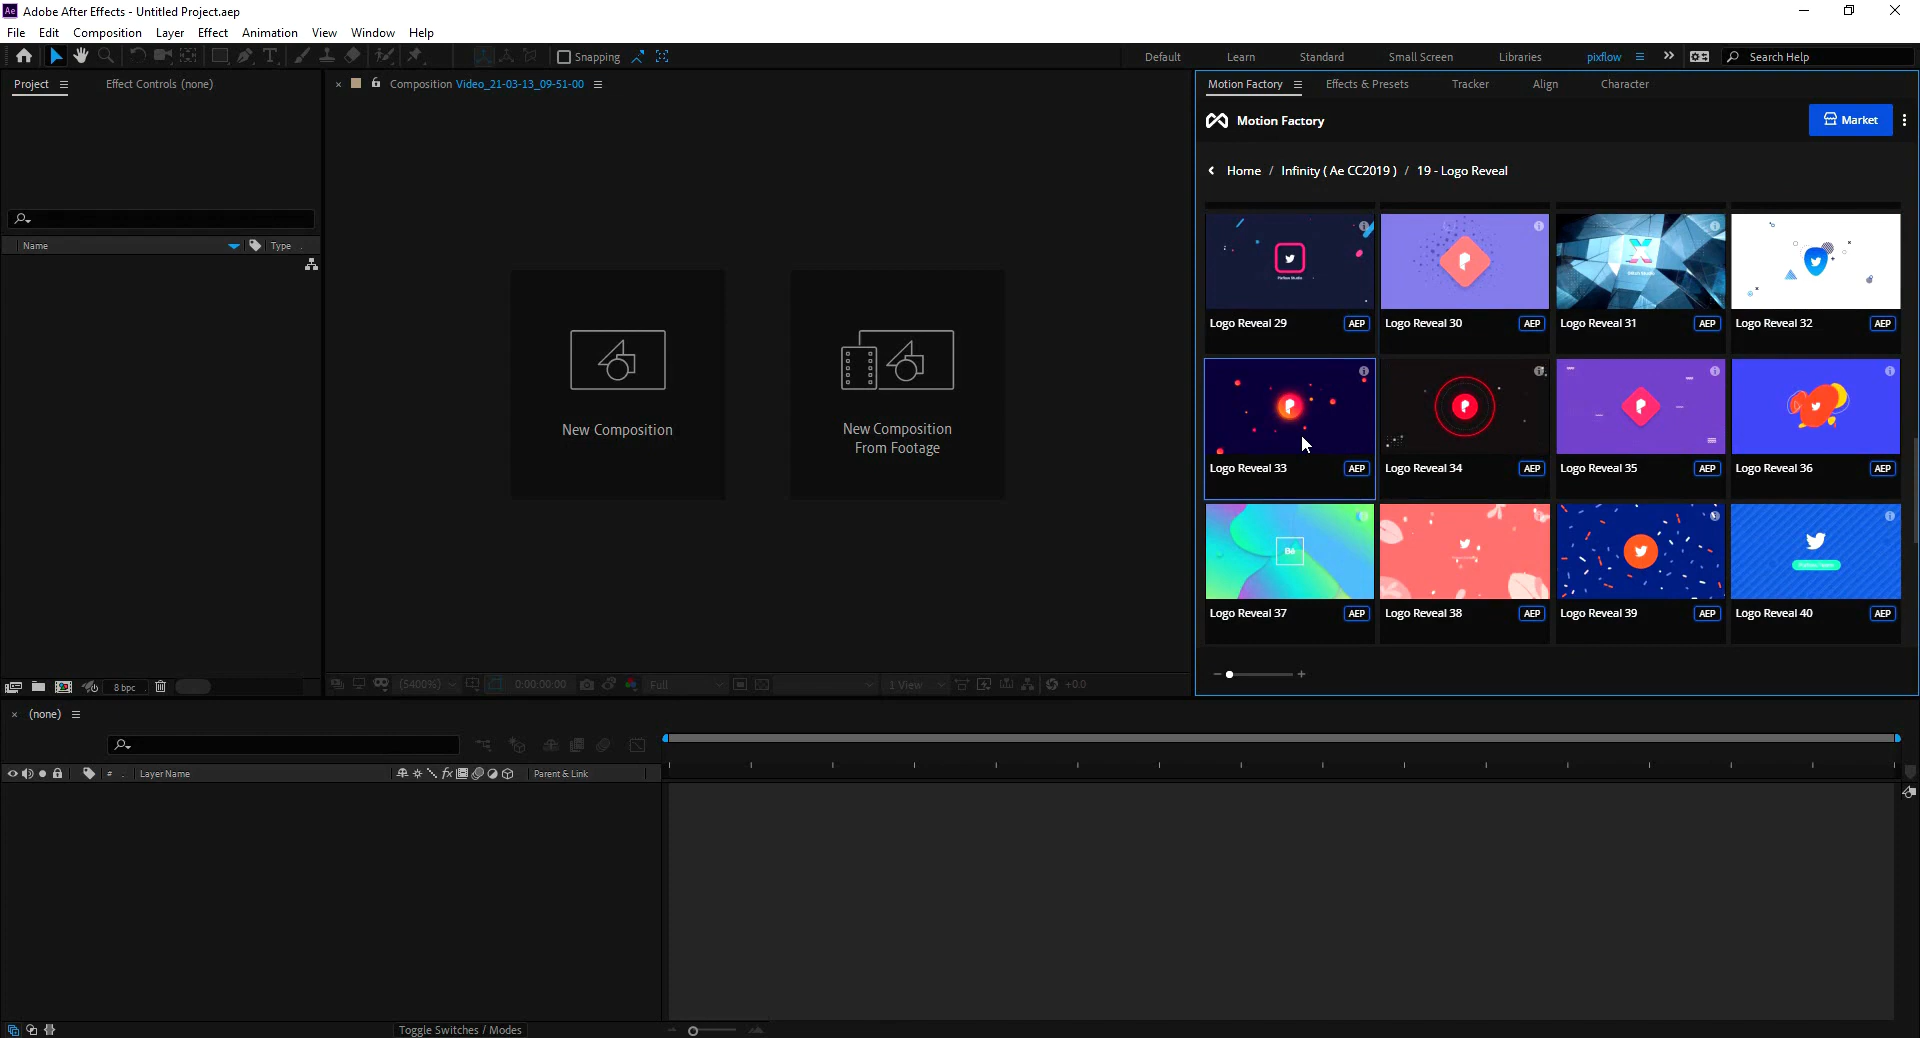 Ae Adobe After Effects - Untitled Project.aep
File Edit Composition Layer Effect Animation View Window Help
Snapping
Default Learn Standard Small Screen Libraries pixflow Search Help
Project Effect Controls (none)
Composition Video_21-03-13_09-51-00
Motion Factory Effects & Presets Tracker Align Character
Motion Factory
Market
Home / Infinity ( Ae CC2019 ) / 19 - Logo Reveal
Name Type
New Composition
New Composition
From Footage
Logo Reveal 29 AEP
Logo Reveal 30 AEP
Logo Reveal 31 AEP
Logo Reveal 32 AEP
Logo Reveal 33 AEP
Logo Reveal 34 AEP
Logo Reveal 35 AEP
Logo Reveal 36 AEP
Bē
Logo Reveal 37 AEP
Logo Reveal 38 AEP
Logo Reveal 39 AEP
Logo Reveal 40 AEP
8 bpc
(5400%) 0:00:00:00 Full 1 View +0.0
(none)
# . Layer Name fx Parent & Link
Toggle Switches / Modes